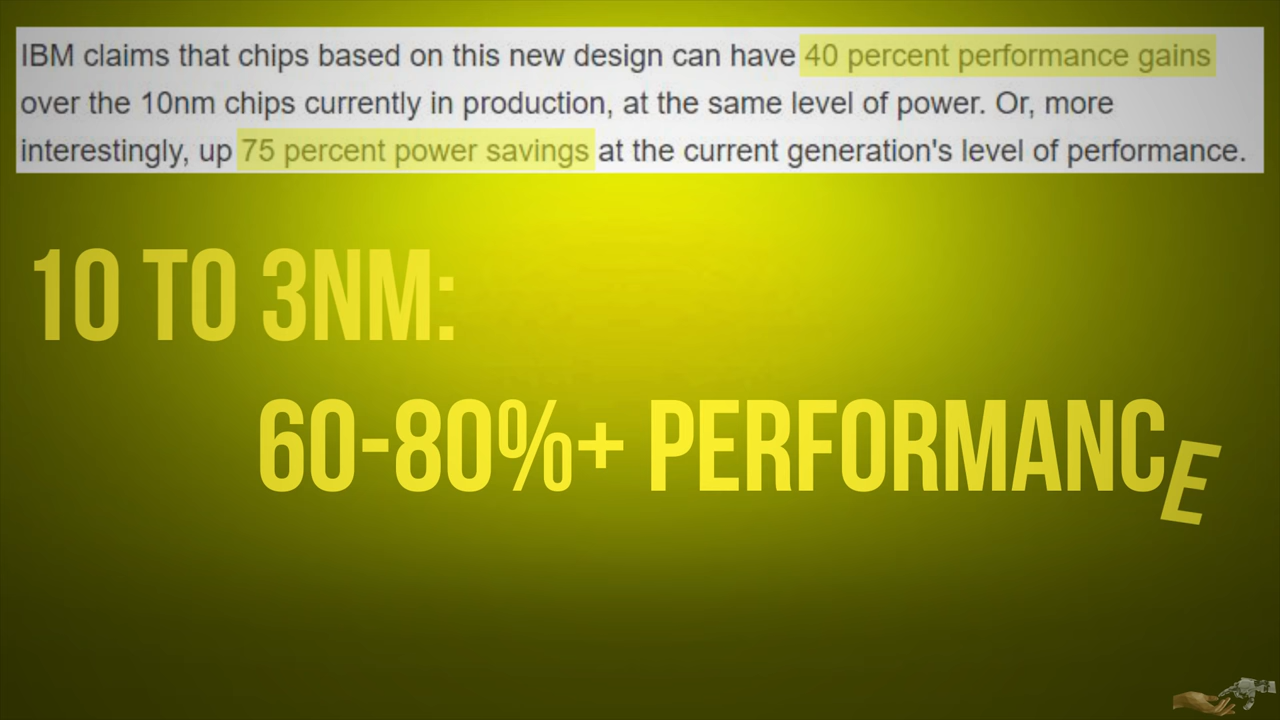 IBM claims that chips based on this new design can have 40 percent performance gains
over the 10nm chips currently in production, at the same level of power. Or, more
interestingly, up 75 percent power savings at the current generation's level of performance.
10 TO 3NM:
60-80%+ PERFORMANCE